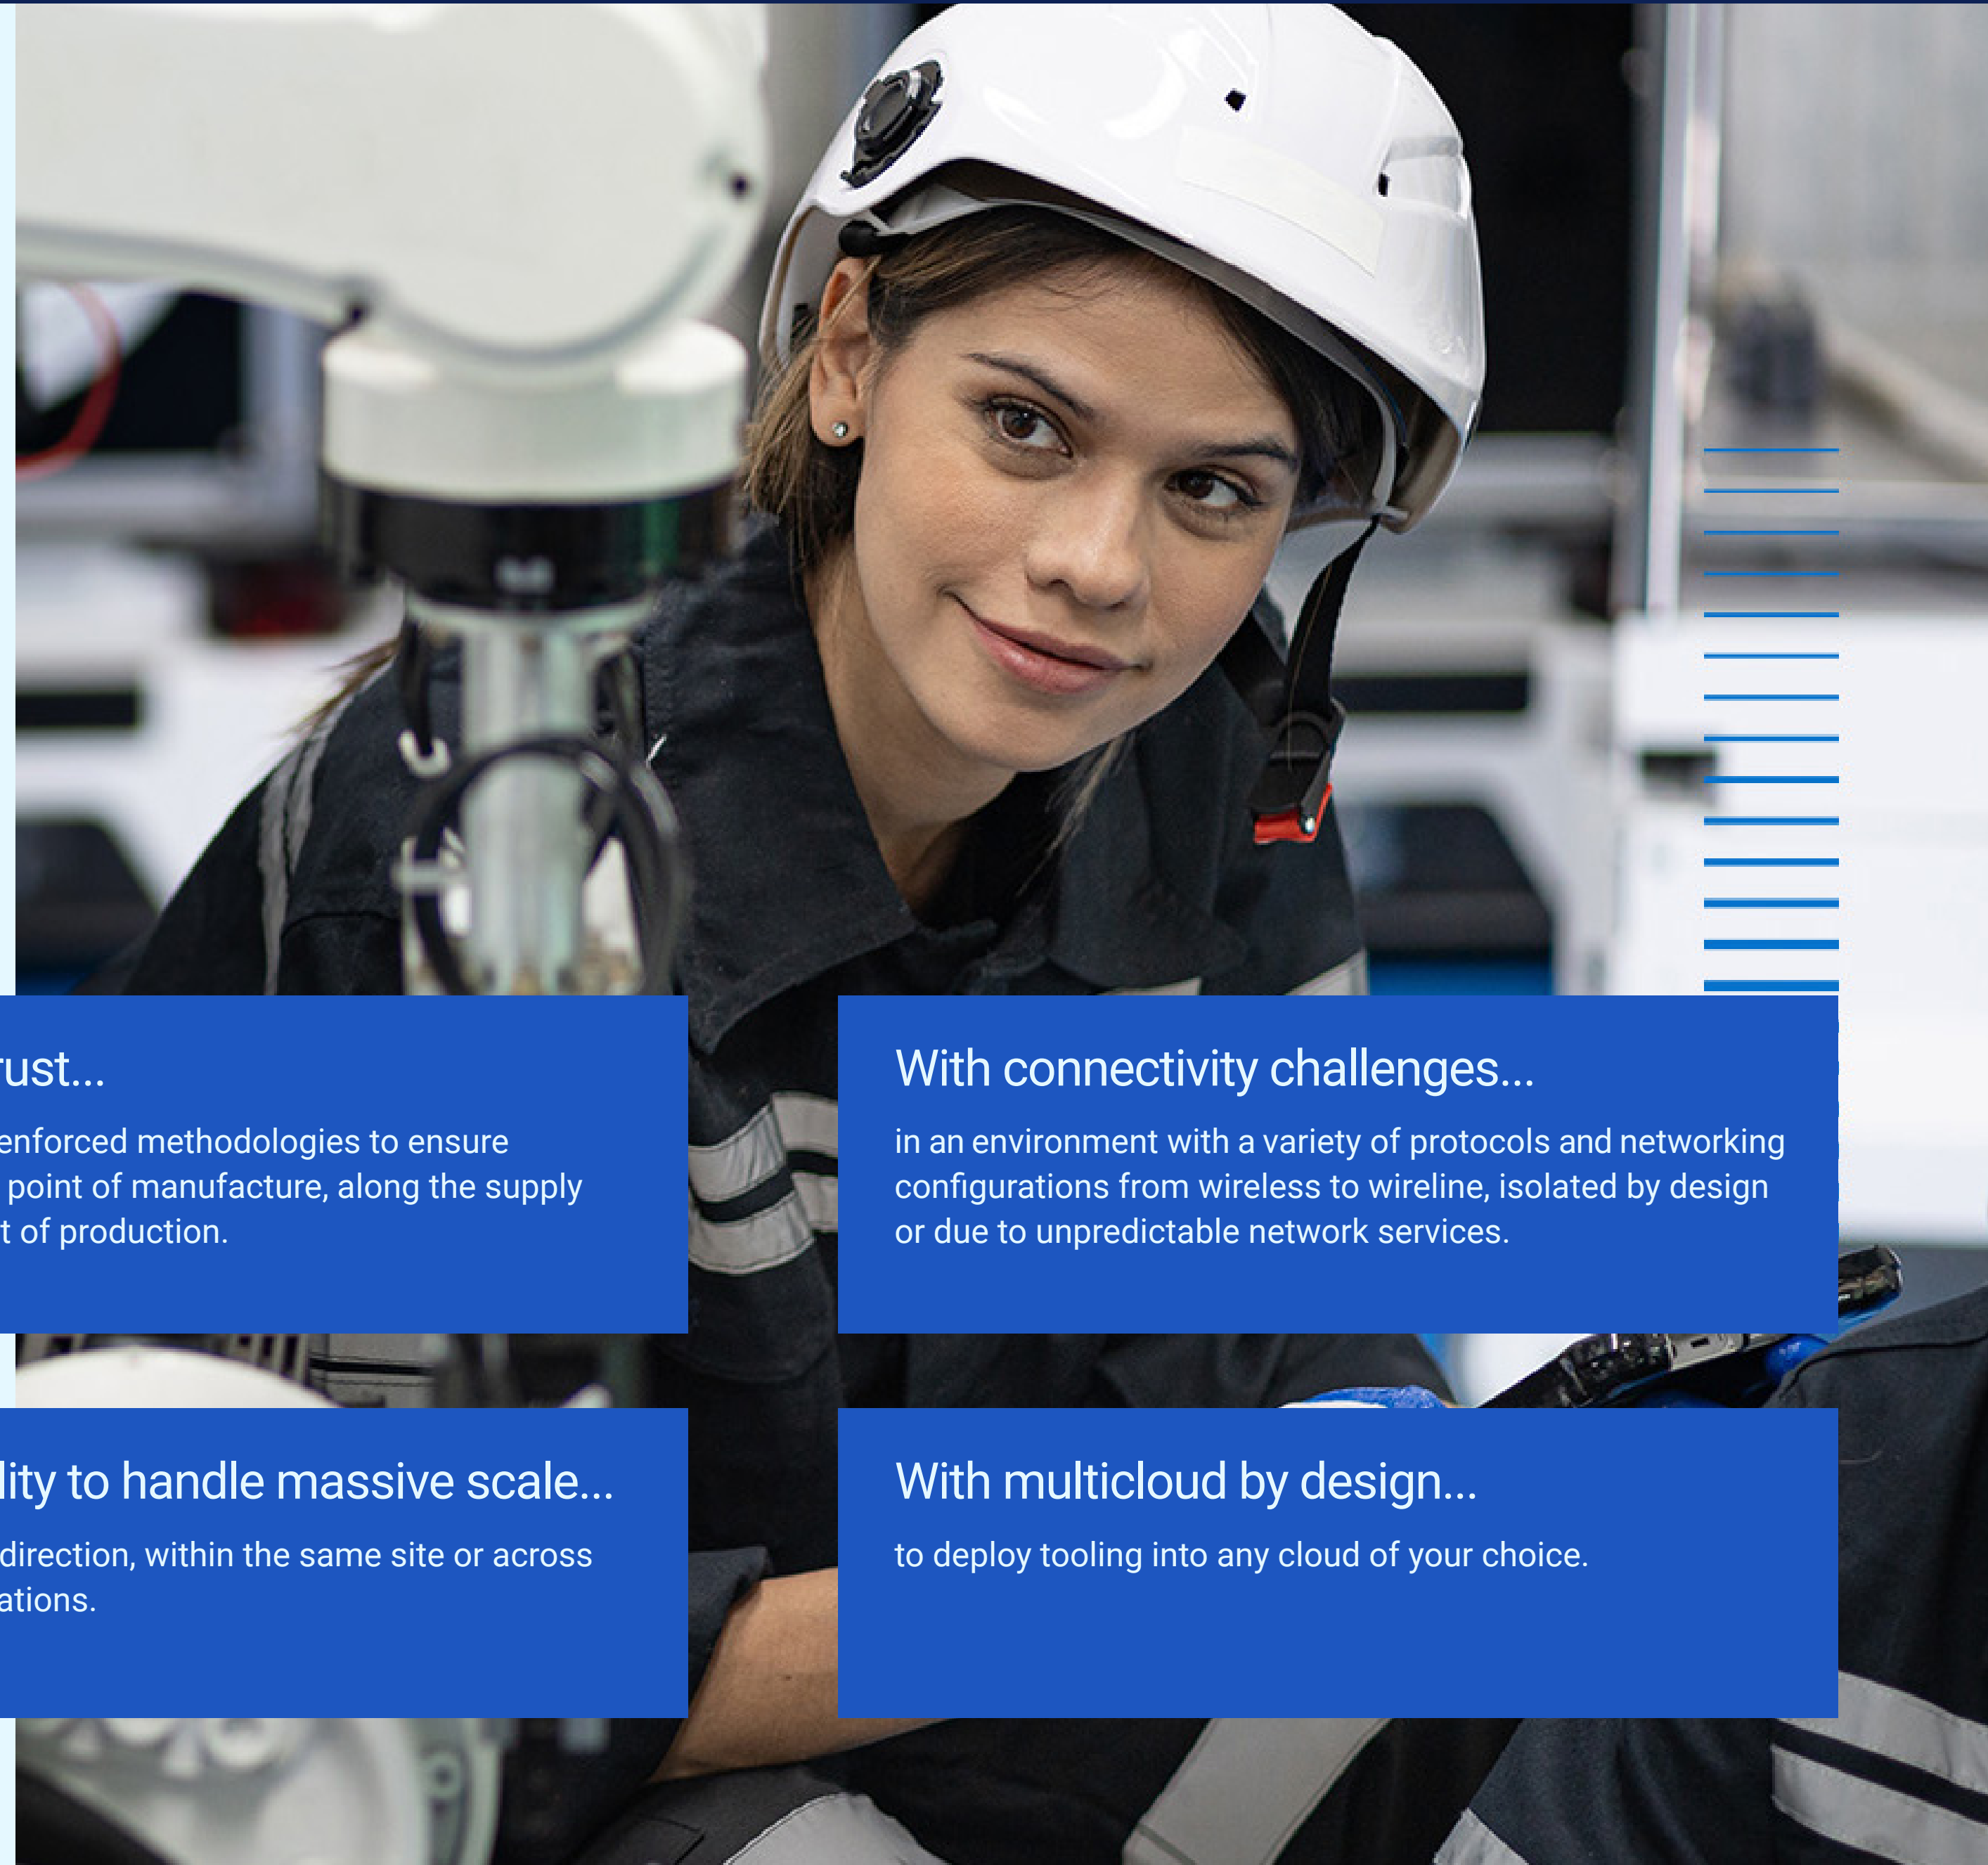 rust...
enforced methodologies to ensure
point of manufacture, along the supply
t of production.
With connectivity challenges...
in an environment with a variety of protocols and networking
configurations from wireless to wireline, isolated by design
or due to unpredictable network services.
lity to handle massive scale...
direction, within the same site or across
ations.
With multicloud by design...
to deploy tooling into any cloud of your choice.